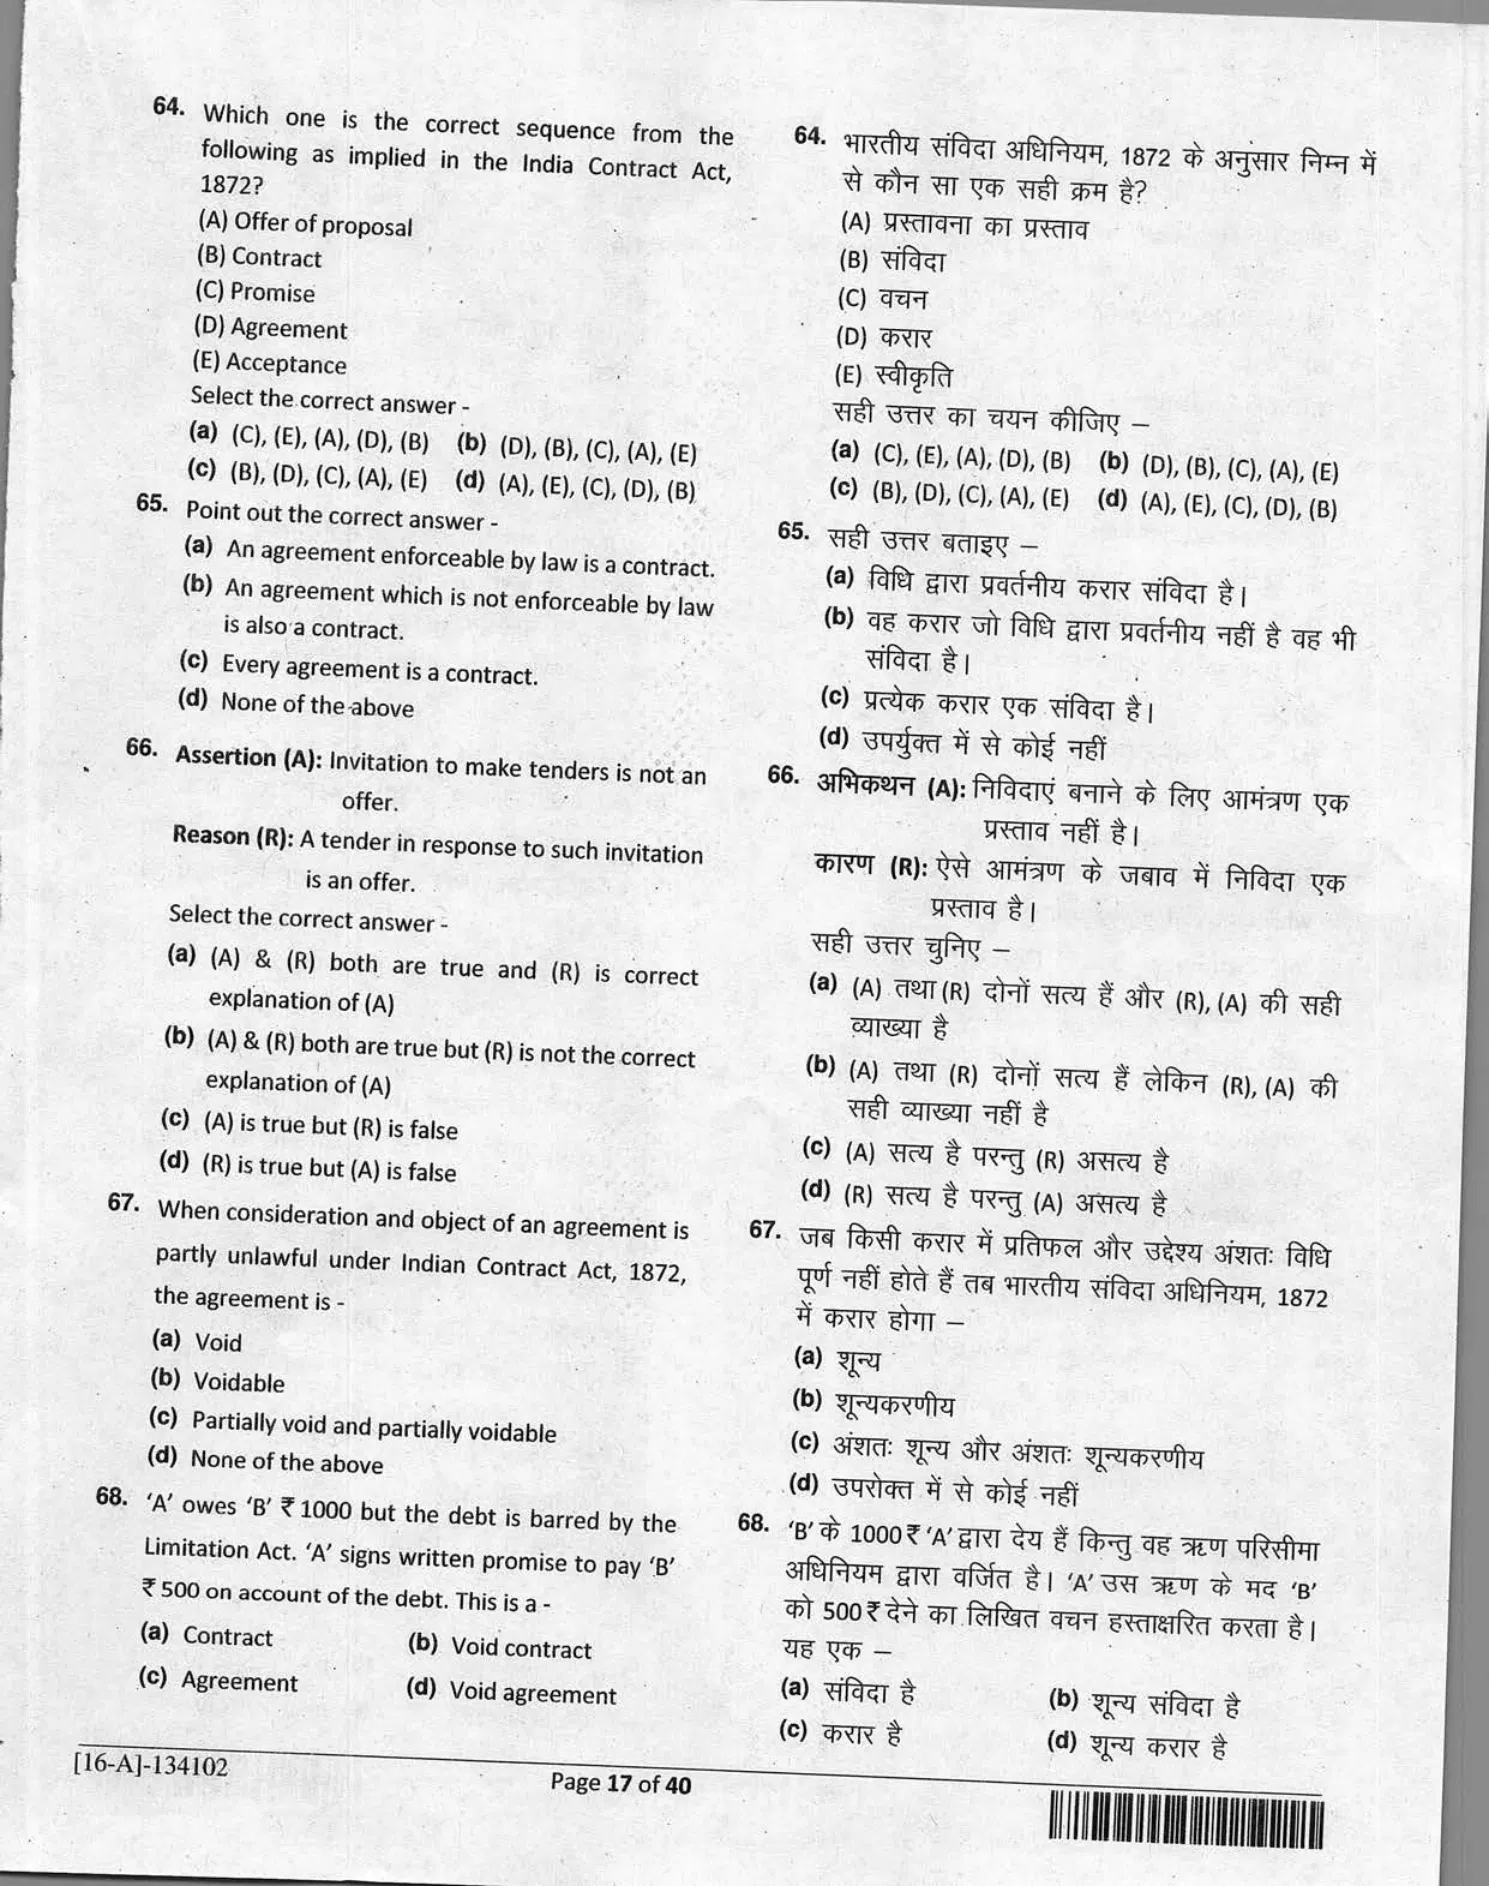 64. Which one is the correct sequence from the
following as implied in the India Contract Act,
1872?
(A) Offer of proposal
(B) Contract
(C) Promise
(D) Agreement
(E) Acceptance
Select the correct answer -
(a) (C), (E), (A), (D), (B) (b) (D), (B), (C), (A), (E)
(c) (B), (D), (C), (A), (E) (d) (A), (E), (C), (D), (B)
65. Point out the correct answer -
(a) An agreement enforceable by law is a contract.
(b) An agreement which is not enforceable by law
is also a contract.
(c) Every agreement is a contract.
(d) None of the above
66. Assertion (A): Invitation to make tenders is not an
offer.
Reason (R): A tender in response to such invitation
is an offer.
Select the correct answer -
(a) (A) & (R) both are true and (R) is correct
explanation of (A)
(b) (A) & (R) both are true but (R) is not the correct
explanation of (A)
(c) (A) is true but (R) is false
(d) (R) is true but (A) is false
67. When consideration and object of an agreement is
partly unlawful under Indian Contract Act, 1872,
the agreement is -
(a) Void
(b) Voidable
(c) Partially void and partially voidable
(d) None of the above
68. ‘A’ owes ‘B’ ₹ 1000 but the debt is barred by the
Limitation Act. ‘A’ signs written promise to pay ‘B’
₹ 500 on account of the debt. This is a -
(a) Contract (b) Void contract
(c) Agreement (d) Void agreement
64. भारतीय संविदा अधिनियम, 1872 के अनुसार निम्न में
से कौन सा एक सही क्रम है?
(A) प्रस्तावना का प्रस्ताव
(B) संविदा
(C) वचन
(D) करार
(E) स्वीकृति
सही उत्तर का चयन कीजिए –
(a) (C), (E), (A), (D), (B) (b) (D), (B), (C), (A), (E)
(c) (B), (D), (C), (A), (E) (d) (A), (E), (C), (D), (B)
65. सही उत्तर बताइए –
(a) विधि द्वारा प्रवर्तनीय करार संविदा है।
(b) वह करार जो विधि द्वारा प्रवर्तनीय नहीं है वह भी
संविदा है।
(c) प्रत्येक करार एक संविदा है।
(d) उपर्युक्त में से कोई नहीं
66. अभिकथन (A): निविदाएं बनाने के लिए आमंत्रण एक
प्रस्ताव नहीं है।
कारण (R): ऐसे आमंत्रण के जबाव में निविदा एक
प्रस्ताव है।
सही उत्तर चुनिए –
(a) (A) तथा (R) दोनों सत्य हैं और (R), (A) की सही
व्याख्या है
(b) (A) तथा (R) दोनों सत्य हैं लेकिन (R), (A) की
सही व्याख्या नहीं है
(c) (A) सत्य है परन्तु (R) असत्य है
(d) (R) सत्य है परन्तु (A) असत्य है
67. जब किसी करार में प्रतिफल और उद्देश्य अंशतः विधि
पूर्ण नहीं होते हैं तब भारतीय संविदा अधिनियम, 1872
में करार होगा –
(a) शून्य
(b) शून्यकरणीय
(c) अंशतः शून्य और अंशतः शून्यकरणीय
(d) उपरोक्त में से कोई नहीं
68. ‘B’ के 1000 ₹ ‘A’ द्वारा देय हैं किन्तु वह ऋण परिसीमा
अधिनियम द्वारा वर्जित है। ‘A’ उस ऋण के मद ‘B’
को 500 ₹ देने का लिखित वचन हस्ताक्षरित करता है।
यह एक –
(a) संविदा है (b) शून्य संविदा है
(c) करार है (d) शून्य करार है
[16-A]-134102
Page 17 of 40